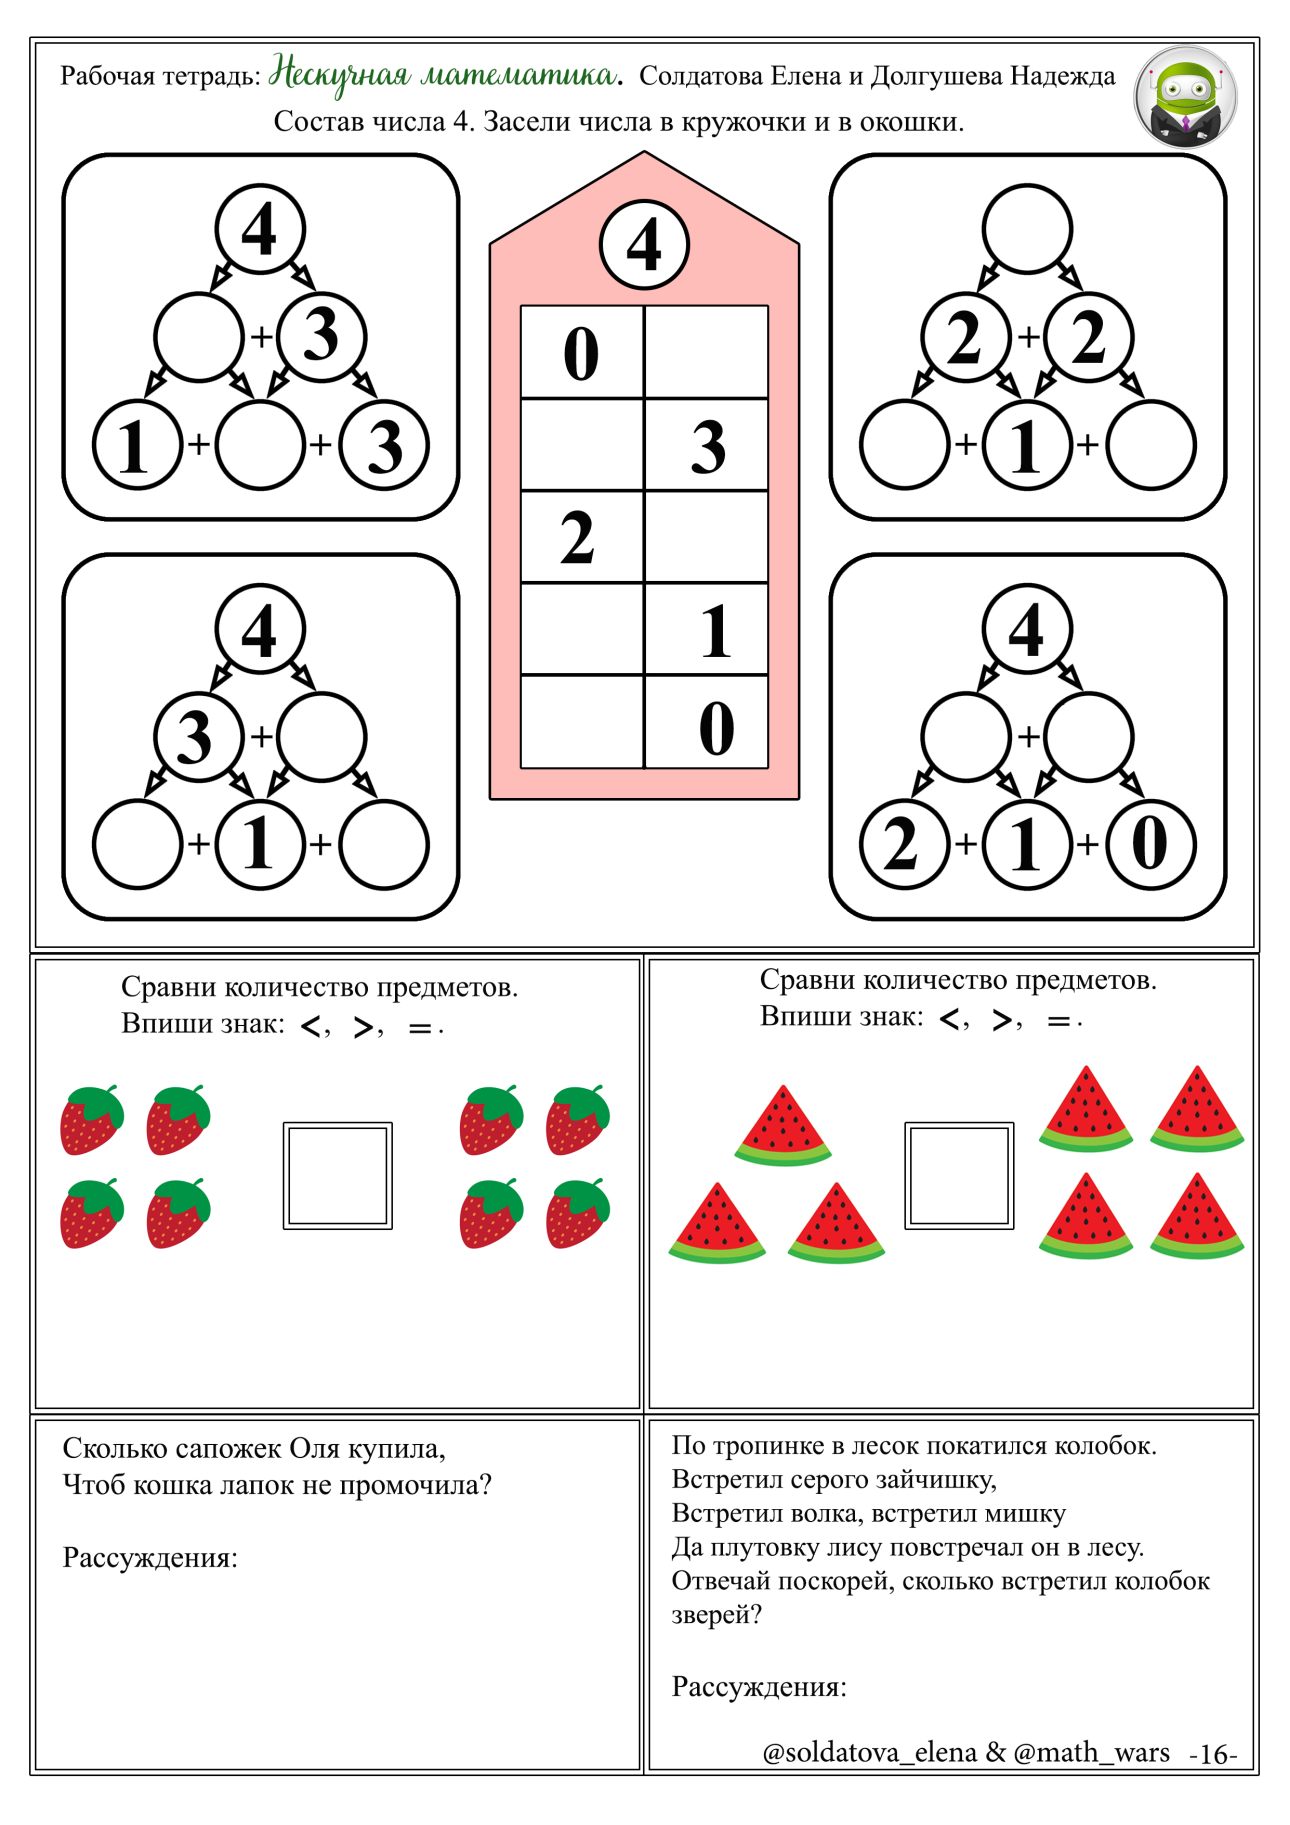 Рабочая тетрадь: Нескучная математика. Солдатова Елена и Долгушева Надежда
Состав числа 4. Засели числа в кружочки и в окошки.
4
+ 3
1 + + 3
4
0
3
2
1
0
2 + 2
+ 1 +
4
3 +
+ 1 +
4
+
2 + 1 + 0
Сравни количество предметов.
Впиши знак: <, >, = .
Сравни количество предметов.
Впиши знак: <, >, = .
Сколько сапожек Оля купила,
Чтоб кошка лапок не промочила?
Рассуждения:
По тропинке в лесок покатился колобок.
Встретил серого зайчишку,
Встретил волка, встретил мишку
Да плутовку лису повстречал он в лесу.
Отвечай поскорей, сколько встретил колобок
зверей?
Рассуждения:
@soldatova_elena & @math_wars -16-